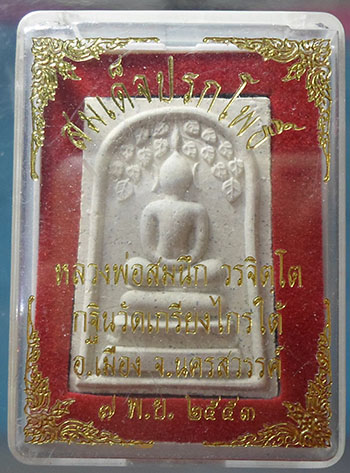 สมเด็จปรกโพธิ์
หลวงพ่อสมนึก วรจิตโต
กฐินวัดเกรียงไกรใต้
อ.เมือง จ.นครสวรรค์
๗ พ.ย. ๒๕๕๓